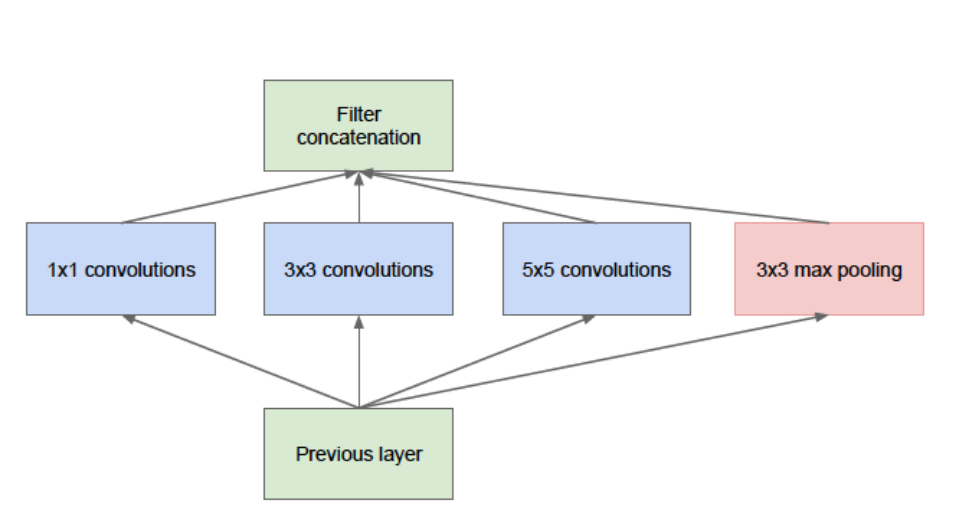 Filter
concatenation
1x1 convolutions
3x3 convolutions
5x5 convolutions
3x3 max pooling
Previous layer